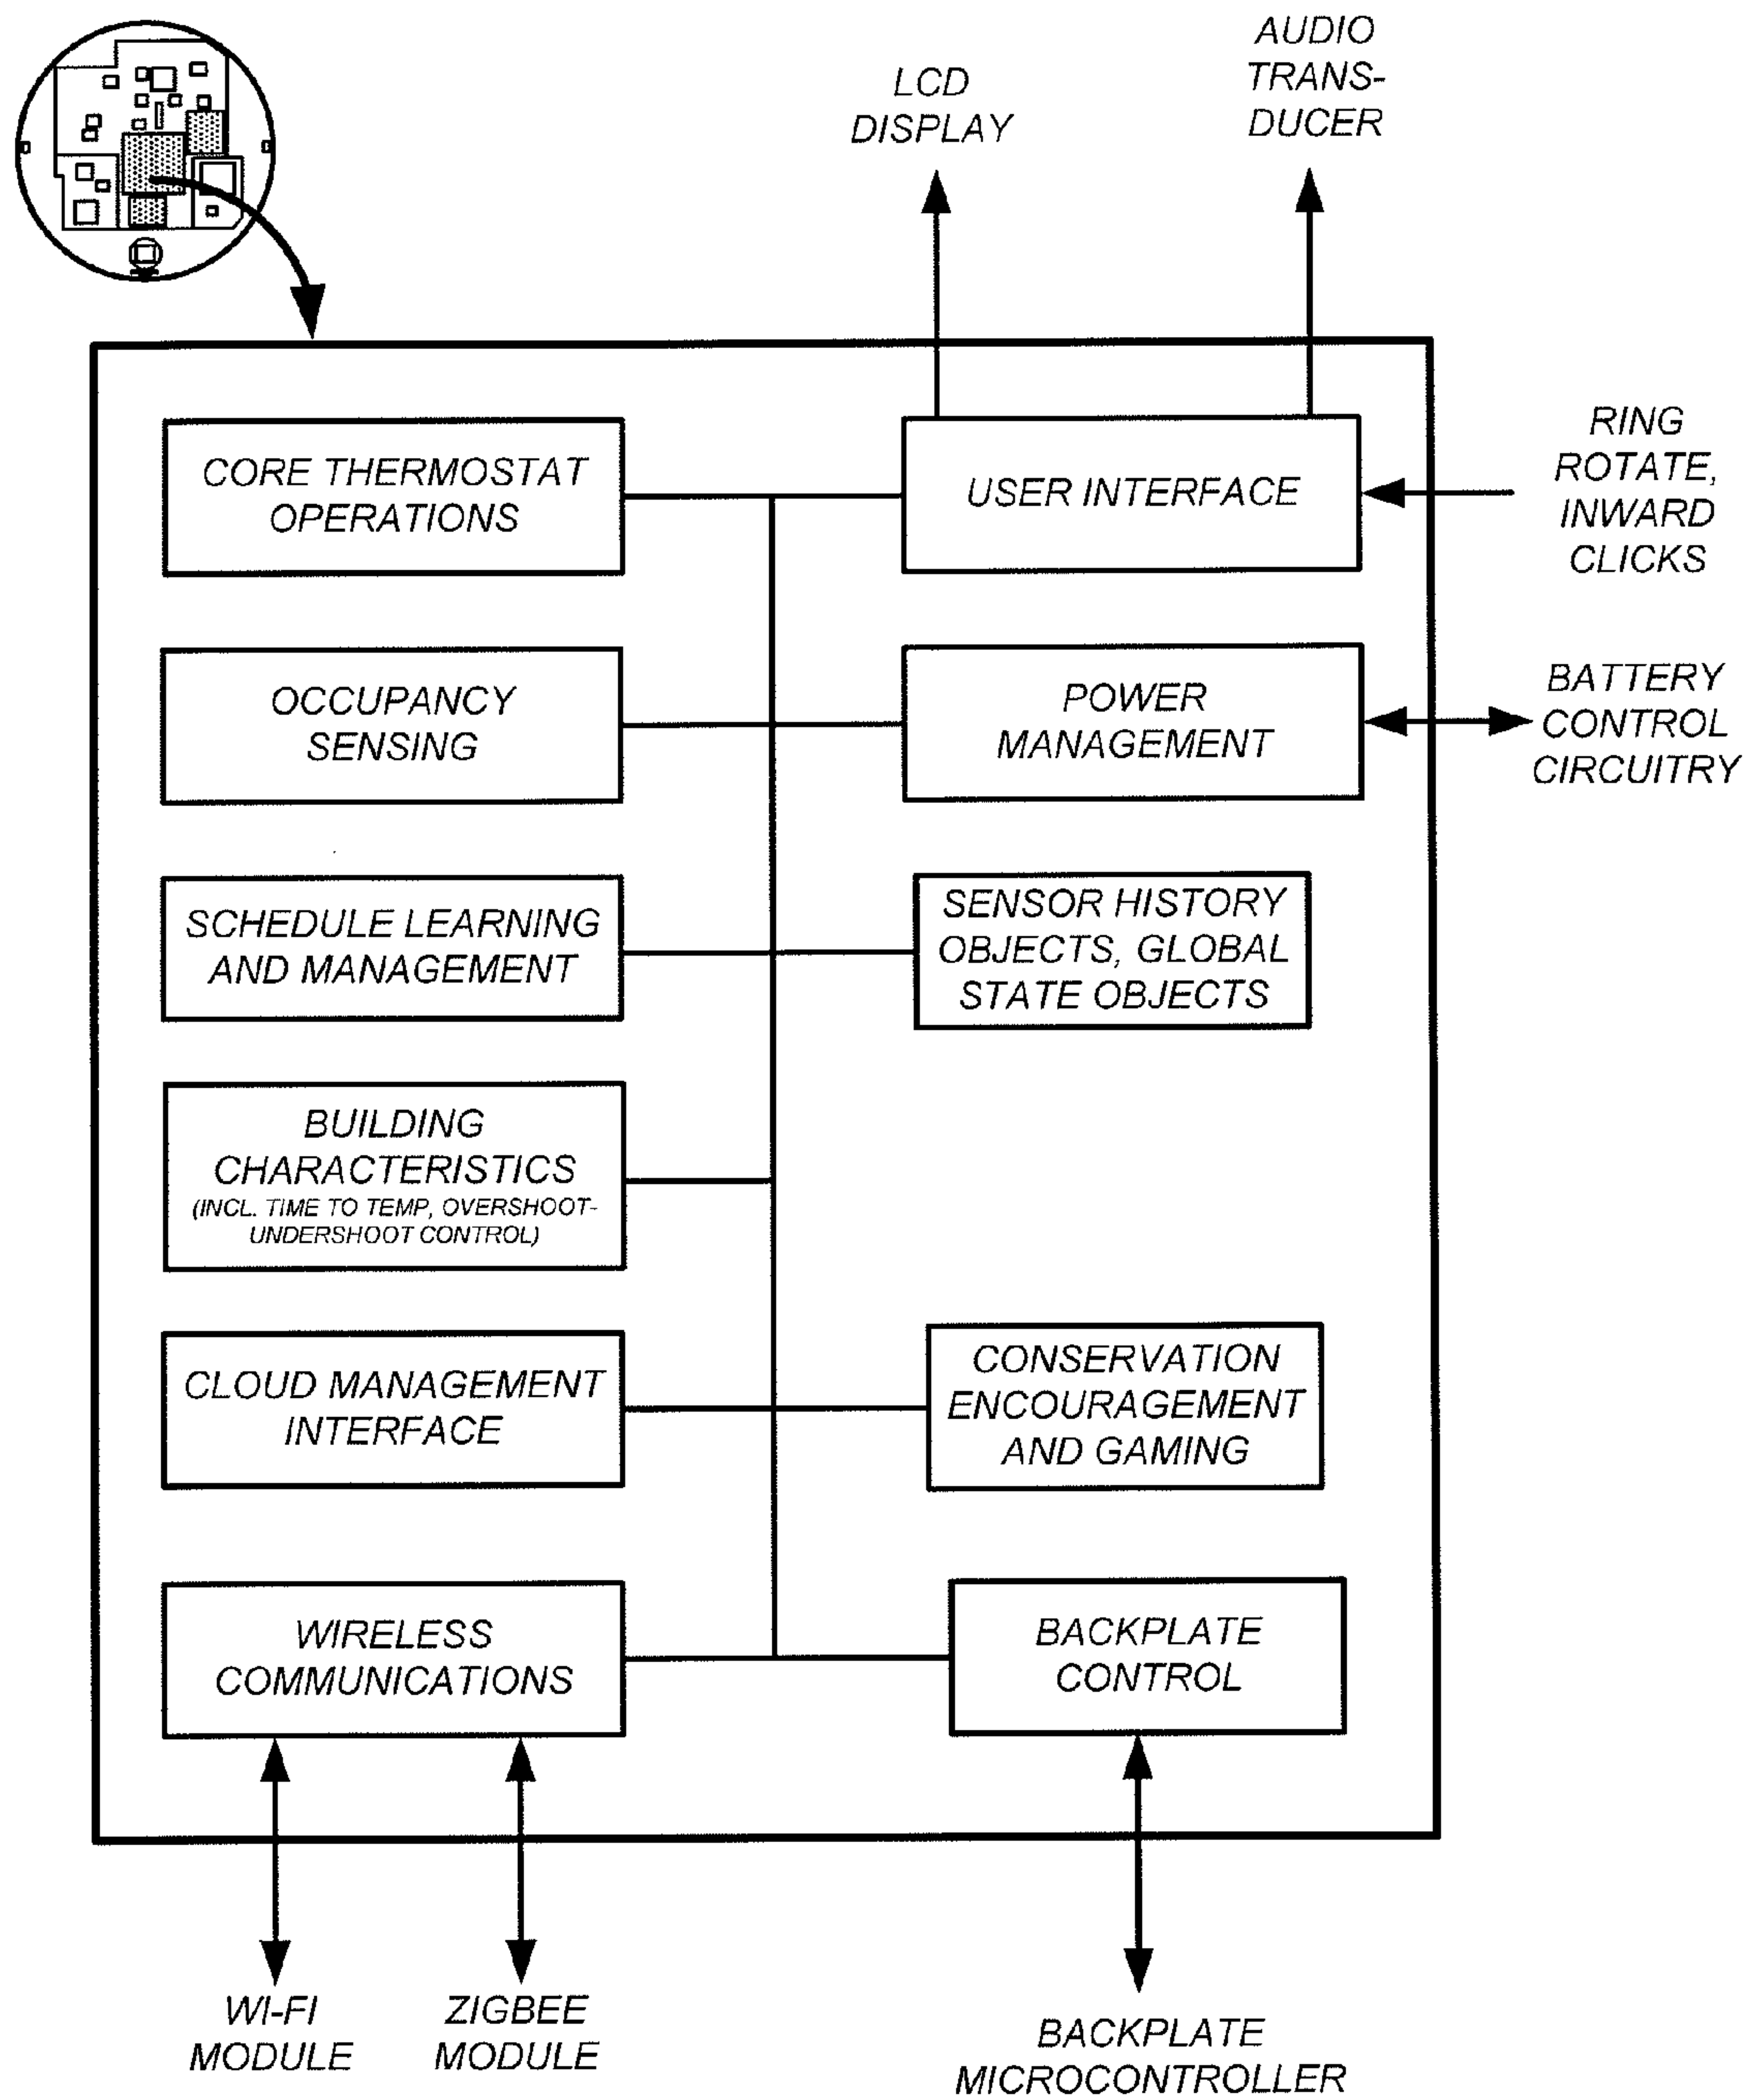 LCD
DISPLAY
AUDIO
TRANS-
DUCER
CORE THERMOSTAT
OPERATIONS
USER INTERFACE
RING
ROTATE,
INWARD
CLICKS
OCCUPANCY
SENSING
POWER
MANAGEMENT
BATTERY
CONTROL
CIRCUITRY
SCHEDULE LEARNING
AND MANAGEMENT
SENSOR HISTORY
OBJECTS, GLOBAL
STATE OBJECTS
BUILDING
CHARACTERISTICS
(INCL. TIME TO TEMP, OVERSHOOT-
UNDERSHOOT CONTROL)
CLOUD MANAGEMENT
INTERFACE
CONSERVATION
ENCOURAGEMENT
AND GAMING
WIRELESS
COMMUNICATIONS
BACKPLATE
CONTROL
WI-FI
MODULE
ZIGBEE
MODULE
BACKPLATE
MICROCONTROLLER